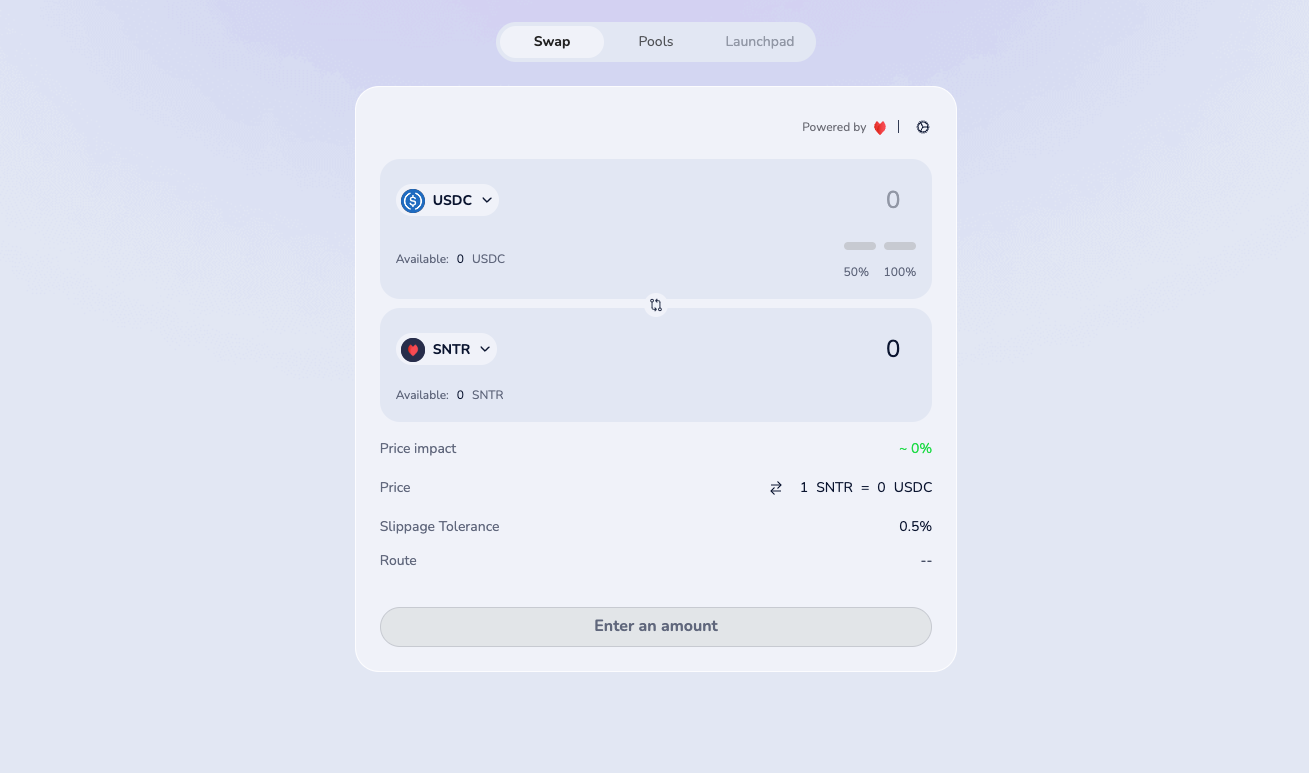 Swap Pools Launchpad
Powered by
USDC 0
Available: 0 USDC
50% 100%
SNTR 0
Available: 0 SNTR
Price impact ~ 0%
Price 1 SNTR = 0 USDC
Slippage Tolerance 0.5%
Route --
Enter an amount